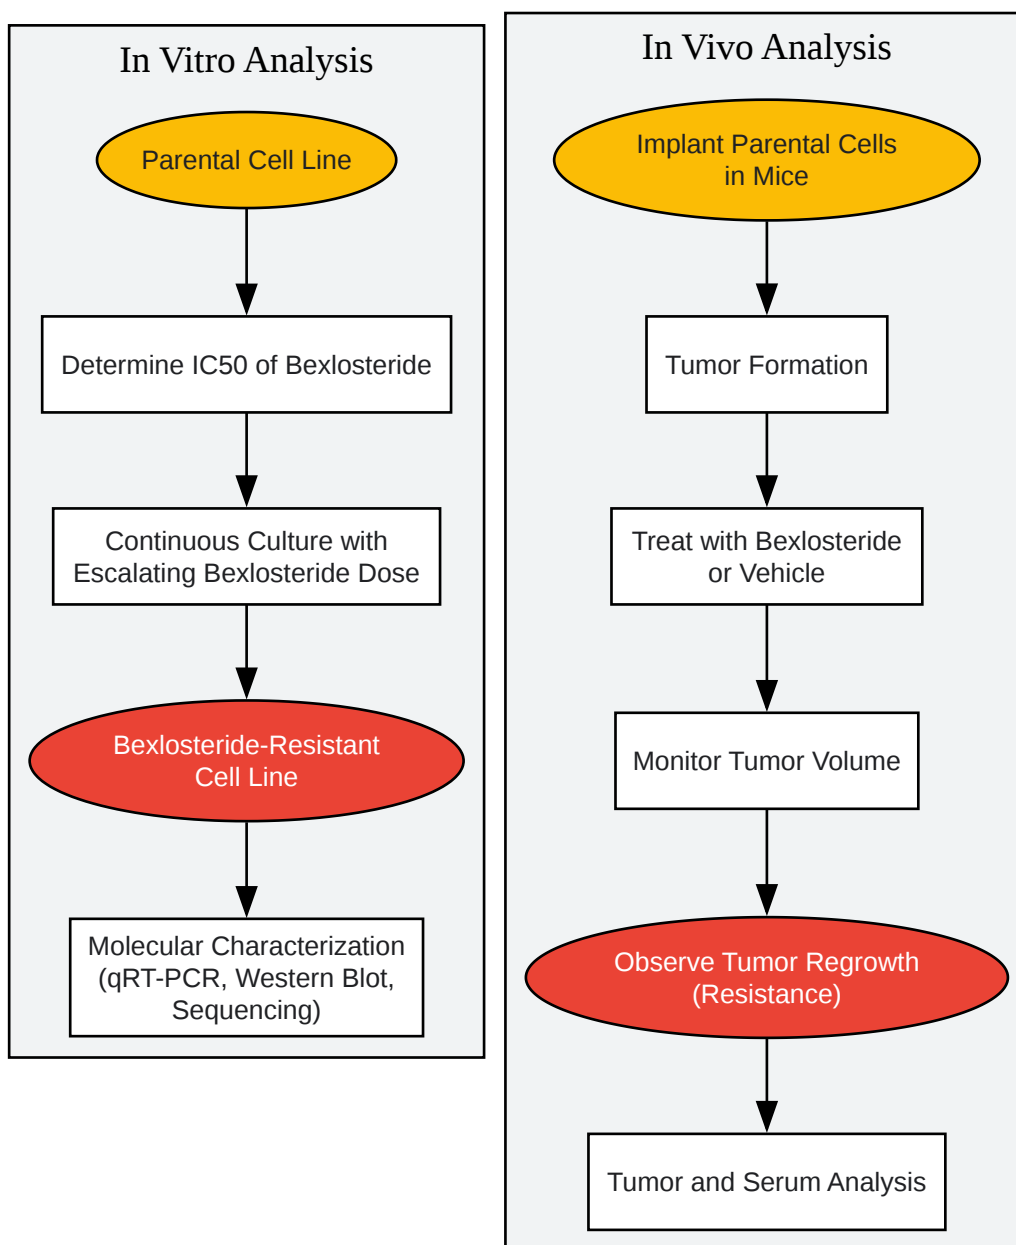 In Vitro Analysis
Parental Cell Line
Determine IC50 of Bexlosteride
Continuous Culture with
Escalating Bexlosteride Dose
Bexlosteride-Resistant
Cell Line
Molecular Characterization
(qRT-PCR, Western Blot,
Sequencing)
In Vivo Analysis
Implant Parental Cells
in Mice
Tumor Formation
Treat with Bexlosteride
or Vehicle
Monitor Tumor Volume
Observe Tumor Regrowth
(Resistance)
Tumor and Serum Analysis